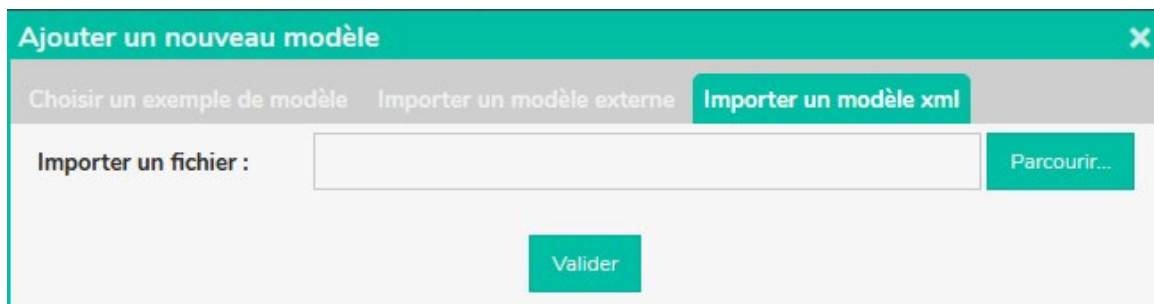 Ajouter un nouveau modèle
Choisir un exemple de modèle Importer un modèle externe Importer un modèle xml
Importer un fichier : Parcourir...
Valider